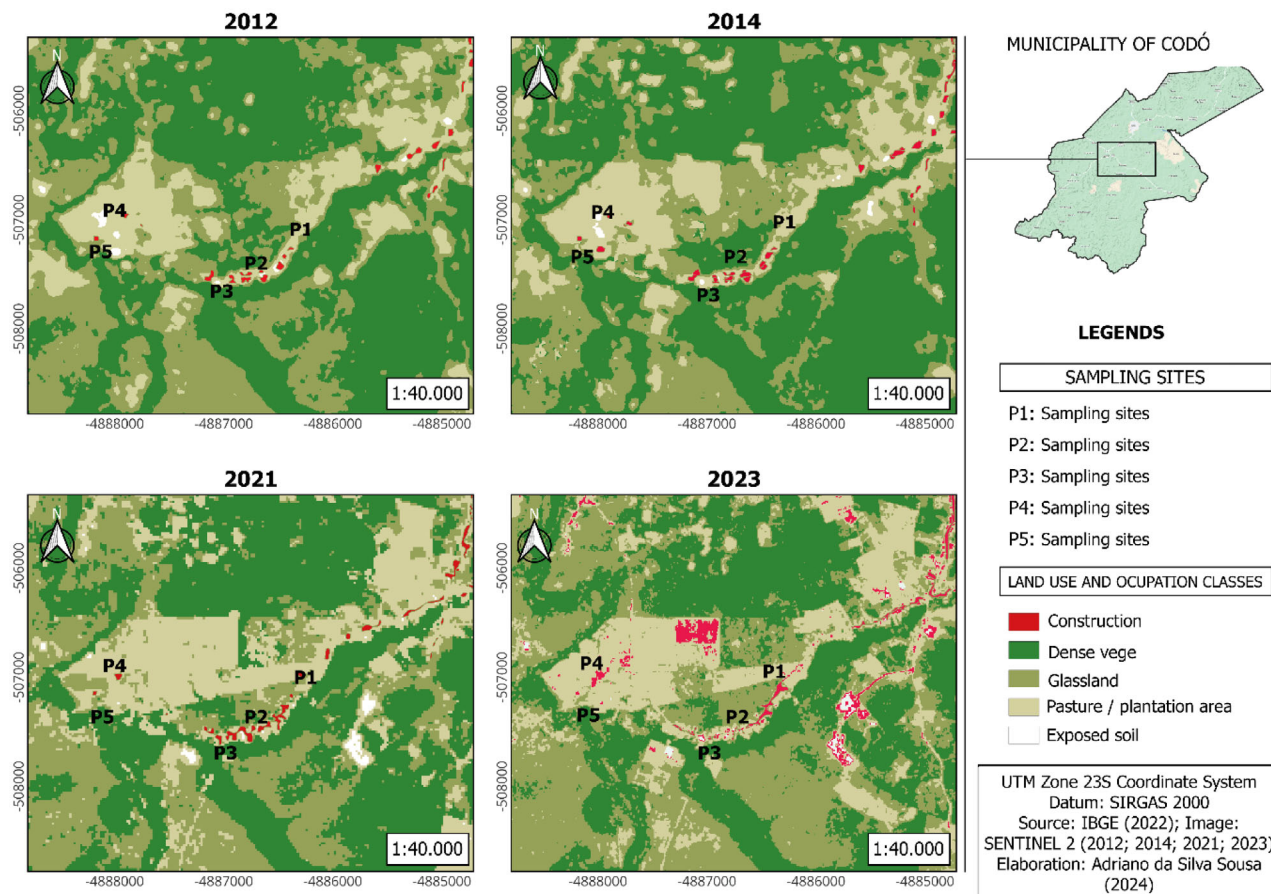 2012
N
-506000
-507000
-508000
P1
P2
P3
P4
P5
1:40.000
-4888000 -4887000 -4886000 -4885000
2014
N
-506000
-507000
-508000
P1
P2
P3
P4
P5
1:40.000
-4888000 -4887000 -4886000 -4885000
2021
N
-506000
-507000
-508000
P1
P2
P3
P4
P5
1:40.000
-4888000 -4887000 -4886000 -4885000
2023
N
-506000
-507000
-508000
P1
P2
P3
P4
P5
1:40.000
-4888000 -4887000 -4886000 -4885000
MUNICIPALITY OF CODÓ
LEGENDS
SAMPLING SITES
P1: Sampling sites
P2: Sampling sites
P3: Sampling sites
P4: Sampling sites
P5: Sampling sites
LAND USE AND OCUPATION CLASSES
Construction
Dense vege
Glassland
Pasture / plantation area
Exposed soil
UTM Zone 23S Coordinate System
Datum: SIRGAS 2000
Source: IBGE (2022); Image:
SENTINEL 2 (2012; 2014; 2021; 2023)
Elaboration: Adriano da Silva Sousa
(2024)